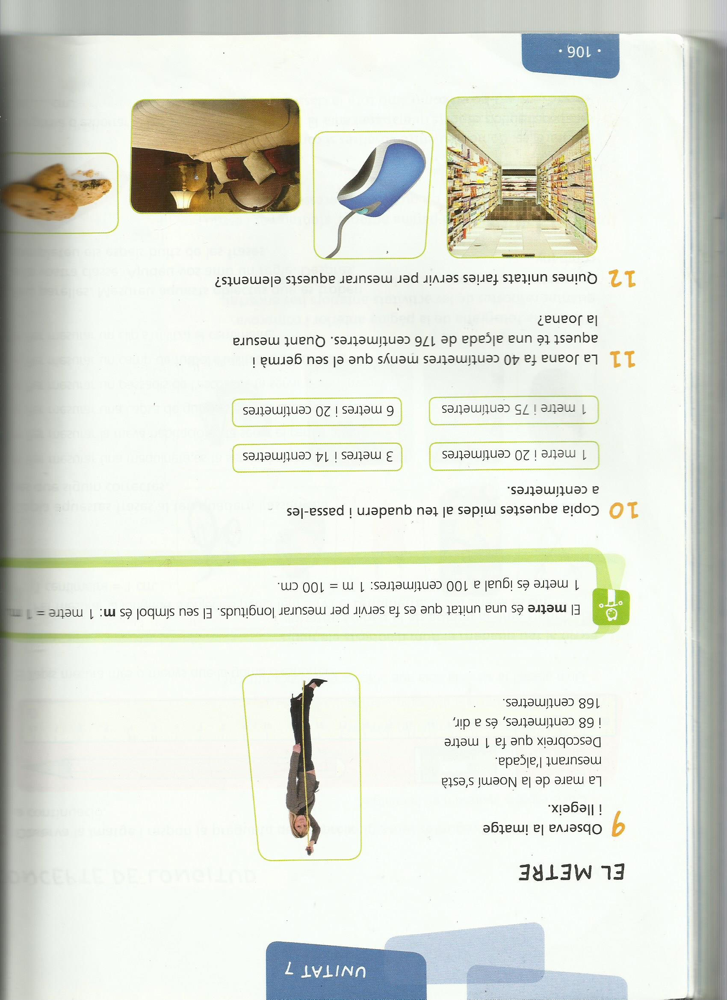 UNITAT 7
EL METRE
9 Observa la imatge
i llegeix.
La mare de la Noemí s'està
mesurant l'alçada.
Descobreix que fa 1 metre
i 68 centímetres, és a dir,
168 centímetres.
El metre és una unitat que es fa servir per mesurar longituds. El seu símbol és m: 1 metre = 1
1 metre és igual a 100 centímetres: 1 m = 100 cm.
10 Copia aquestes mides al teu quadern i passa-les
a centímetres.
1 metre i 20 centímetres
3 metres i 14 centímetres
1 metre i 75 centímetres
6 metres i 20 centímetres
11 La Joana fa 40 centímetres menys que el seu germà i
aquest té una alçada de 176 centímetres. Quant mesura
la Joana?
12 Quines unitats faries servir per mesurar aquests elements?
· 106 ·